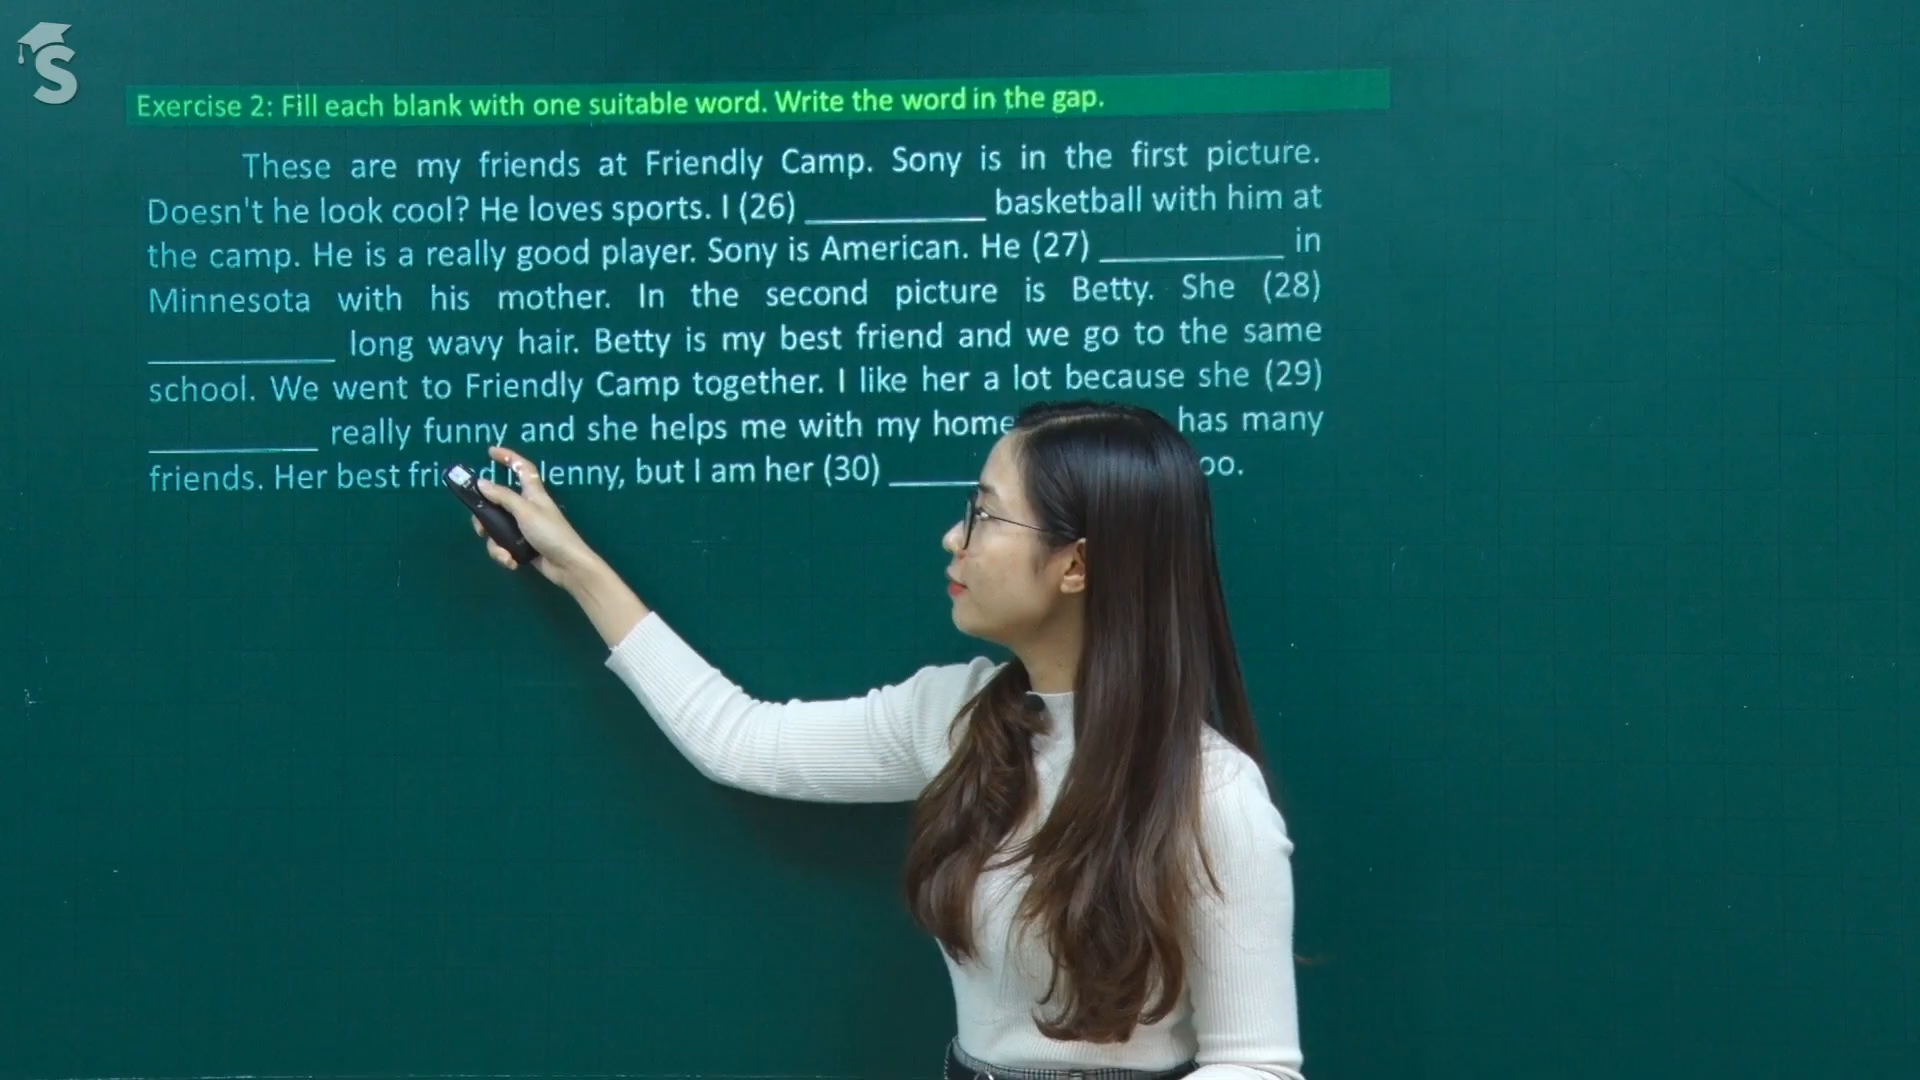 S
Exercise 2: Fill each blank with one suitable word. Write the word in the gap.
These are my friends at Friendly Camp. Sony is in the first picture.
Doesn't he look cool? He loves sports. I (26) __________ basketball with him at
the camp. He is a really good player. Sony is American. He (27) __________ in
Minnesota with his mother. In the second picture is Betty. She (28)
__________ long wavy hair. Betty is my best friend and we go to the same
school. We went to Friendly Camp together. I like her a lot because she (29)
__________ really funny and she helps me with my home has many
friends. Her best friend is Jenny, but I am her (30) _____ oo.